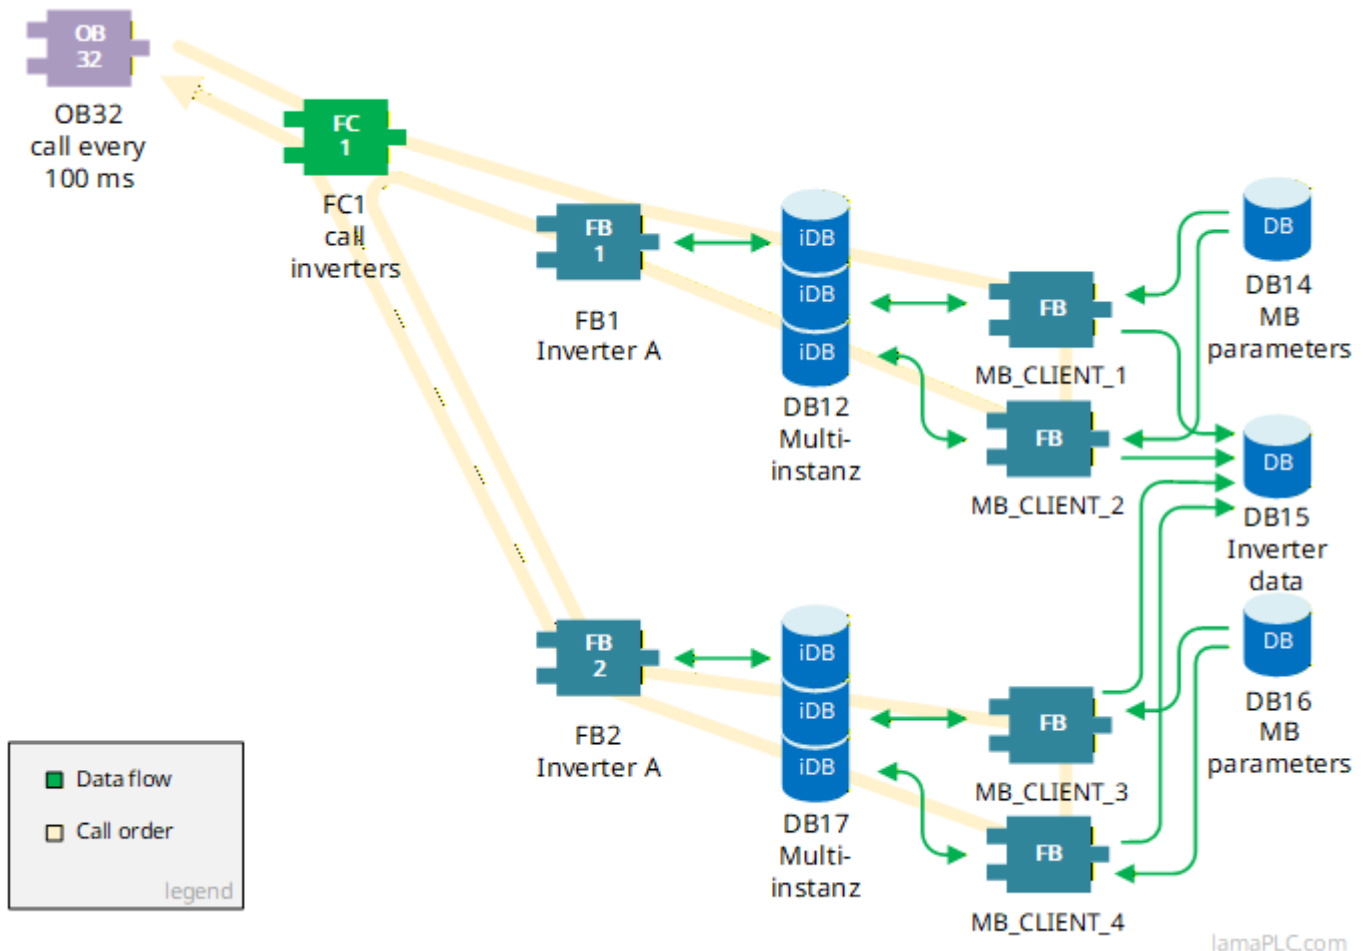 OB
32
OB32
call every
100 ms
FC
1
FC1
call
inverters
FB
1
FB1
Inverter A
iDB
iDB
iDB
DB12
Multi-
instanz
FB
MB_CLIENT_1
FB
MB_CLIENT_2
DB
DB14
MB
parameters
DB
DB15
Inverter
data
FB
2
FB2
Inverter A
iDB
iDB
iDB
DB17
Multi-
instanz
FB
MB_CLIENT_3
FB
MB_CLIENT_4
DB
DB16
MB
parameters
Data flow
Call order
legend
lamaPLC.com